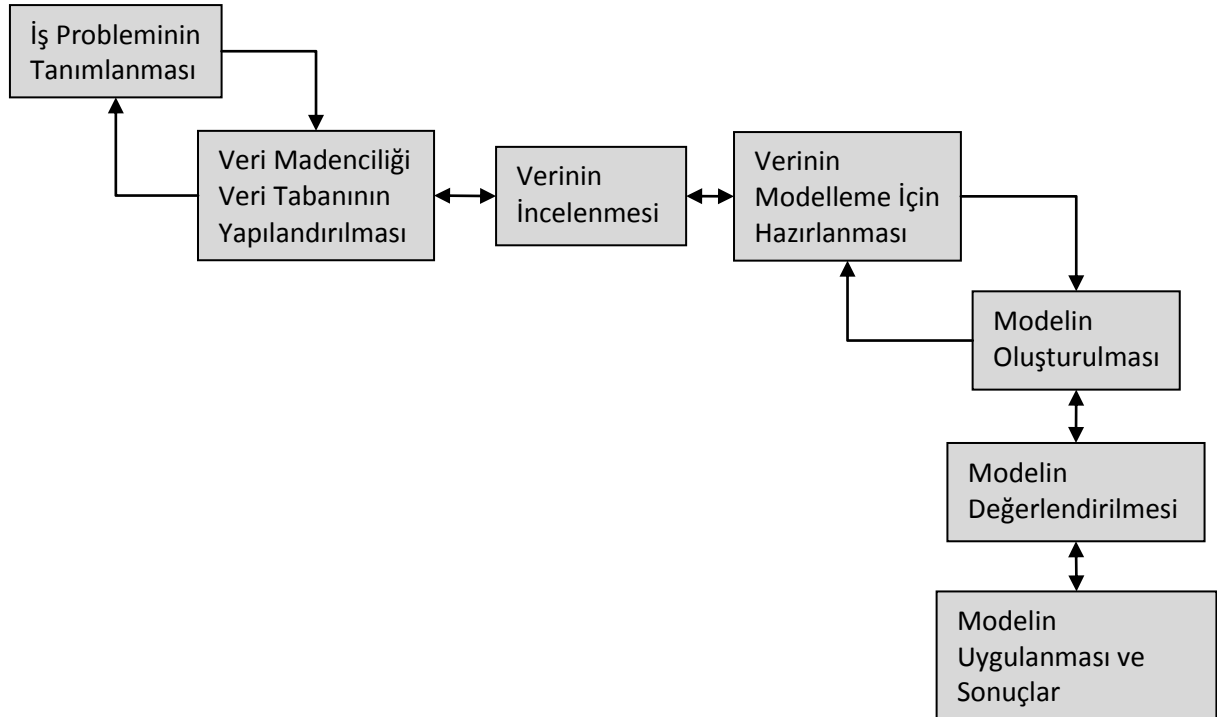 İş Probleminin
Tanımlanması
Veri Madenciliği
Veri Tabanının
Yapılandırılması
Verinin
İncelenmesi
Verinin
Modelleme İçin
Hazırlanması
Modelin
Oluşturulması
Modelin
Değerlendirilmesi
Modelin
Uygulanması ve
Sonuçlar